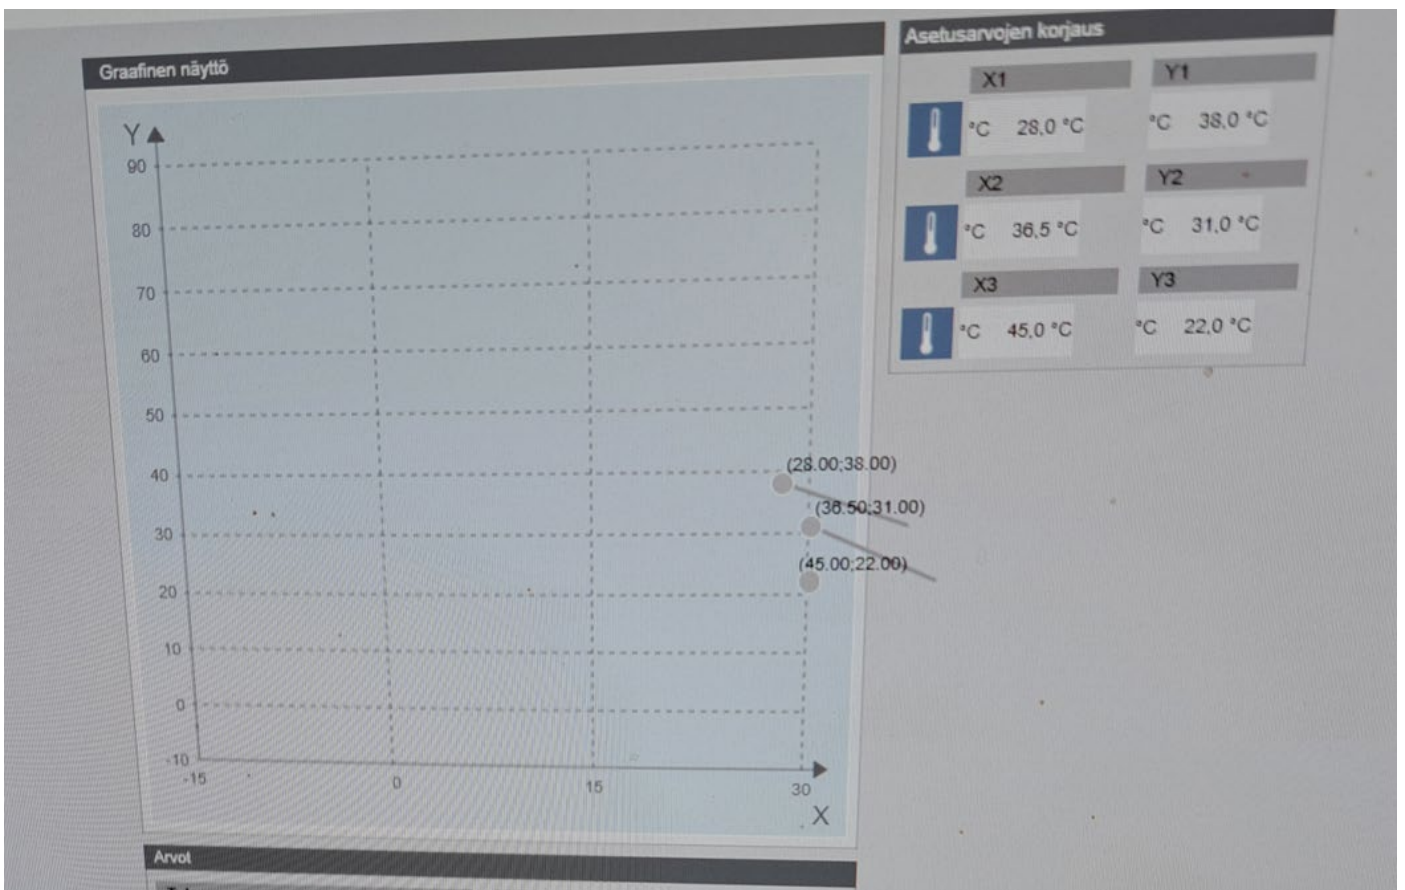 Graafinen näyttö
Y
90
80
70
60
50
40
30
20
10
0
-10
-15
0
15
30
X
(28.00;38.00)
(36.50;31.00)
(45.00;22.00)
Asetusarvojen korjaus
X1
Y1
°C 28,0 °C
°C 38,0 °C
X2
Y2
°C 36,5 °C
°C 31,0 °C
X3
Y3
°C 45,0 °C
°C 22,0 °C
Arvot